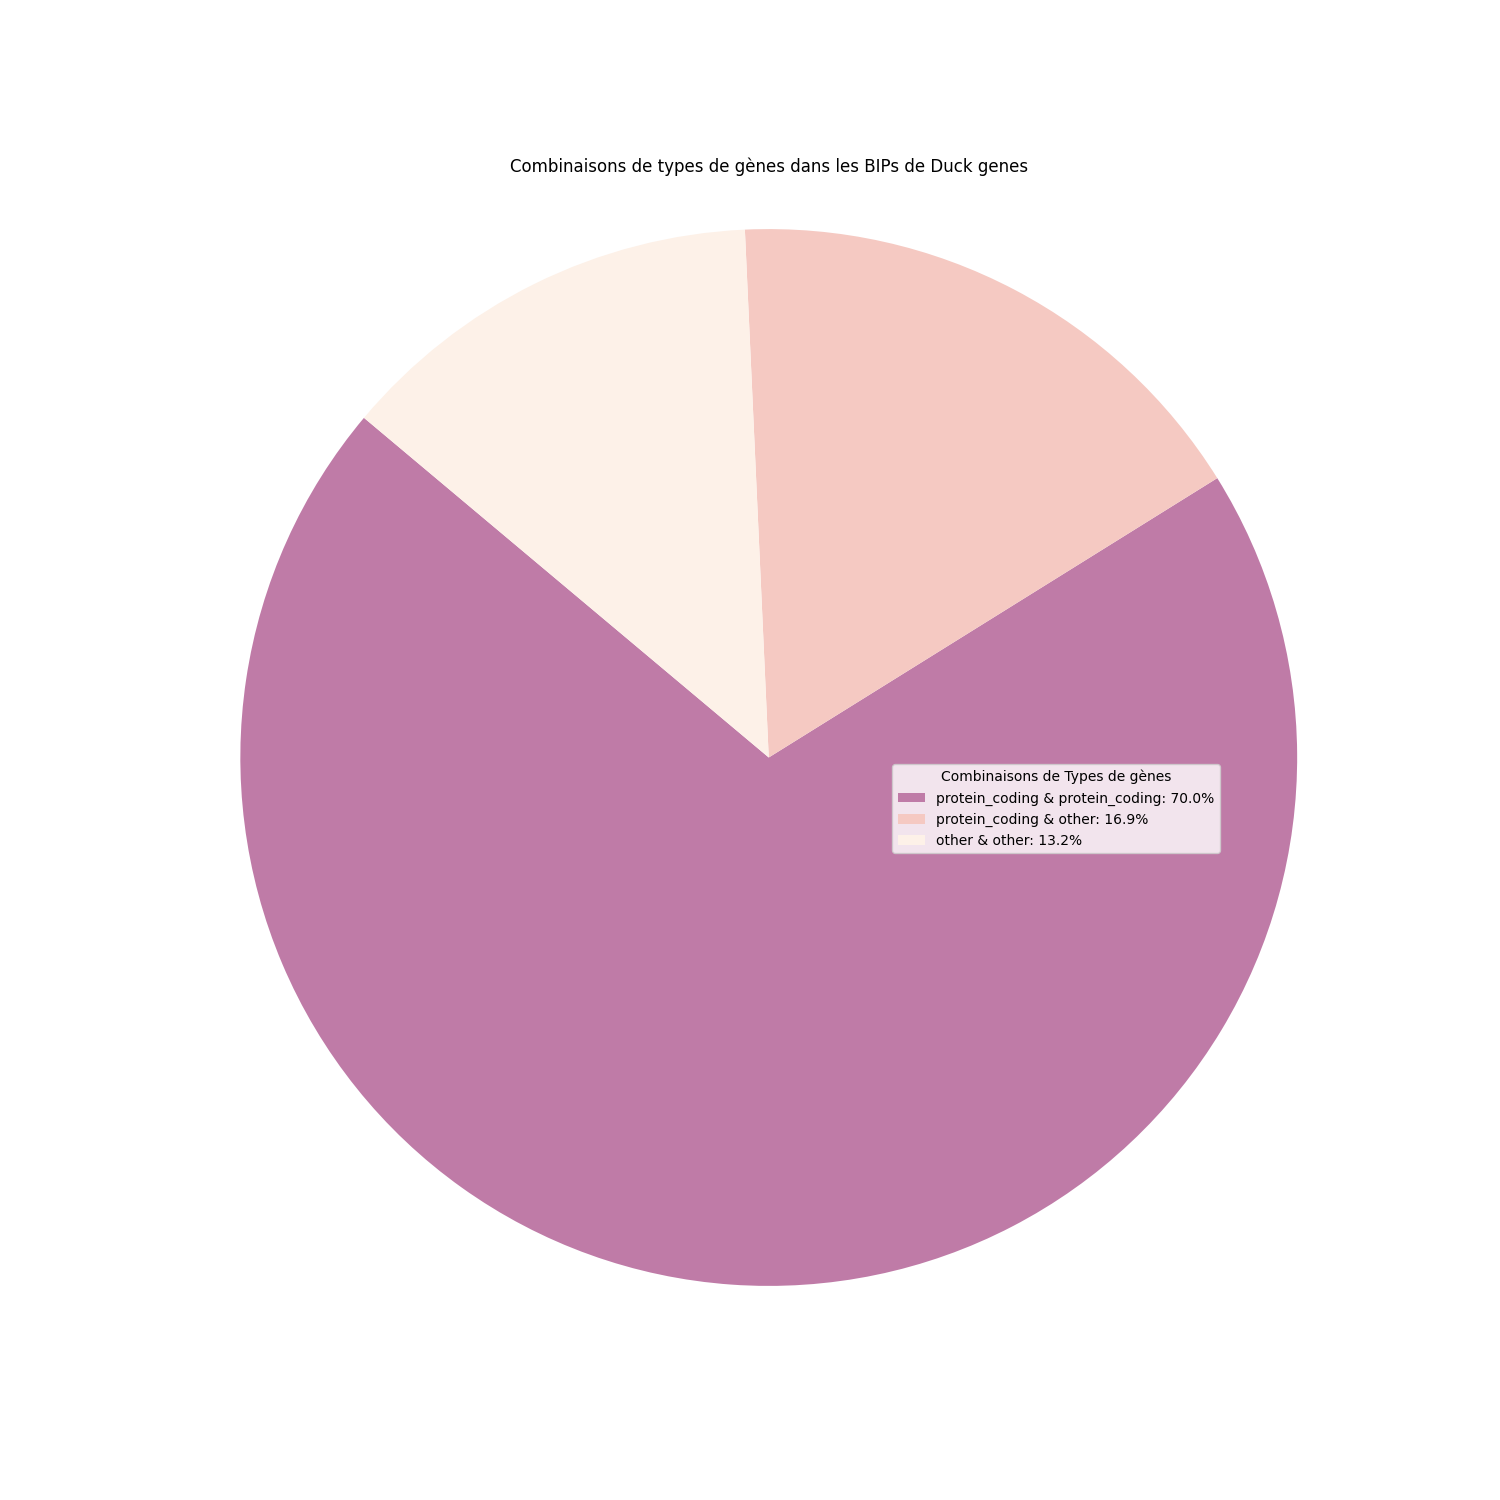 Combinaisons de types de gènes dans les BIPs de Duck genes
Combinaisons de Types de gènes
protein_coding & protein_coding: 70.0%
protein_coding & other: 16.9%
other & other: 13.2%